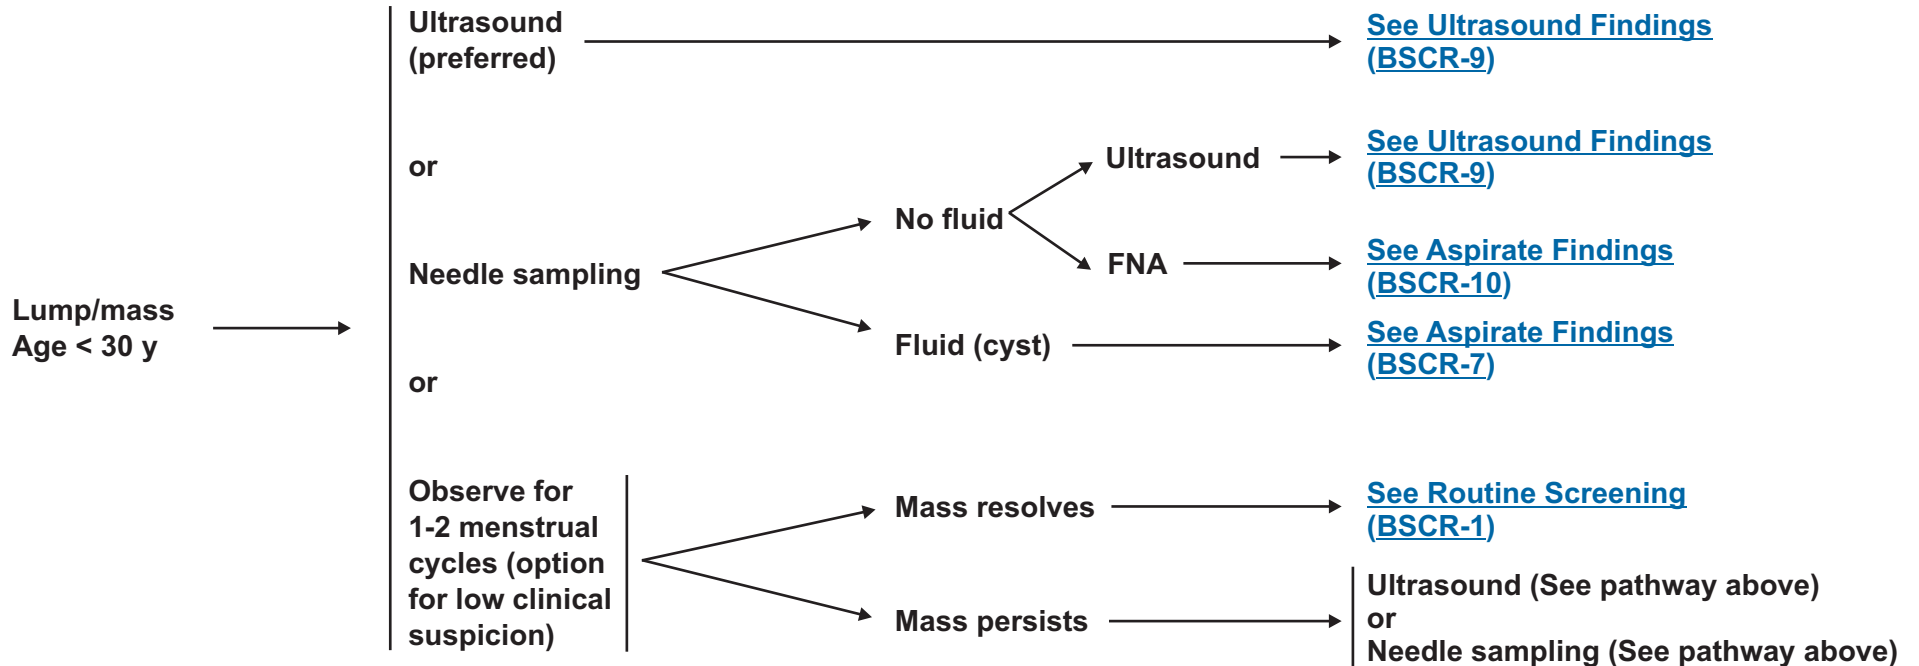 Lump/mass
Age < 30 y
Ultrasound
(preferred)
See Ultrasound Findings
(BSCR-9)
or
Needle sampling
No fluid
Ultrasound
See Ultrasound Findings
(BSCR-9)
FNA
See Aspirate Findings
(BSCR-10)
Fluid (cyst)
See Aspirate Findings
(BSCR-7)
or
Observe for
1-2 menstrual
cycles (option
for low clinical
suspicion)
Mass resolves
See Routine Screening
(BSCR-1)
Mass persists
Ultrasound (See pathway above)
or
Needle sampling (See pathway above)